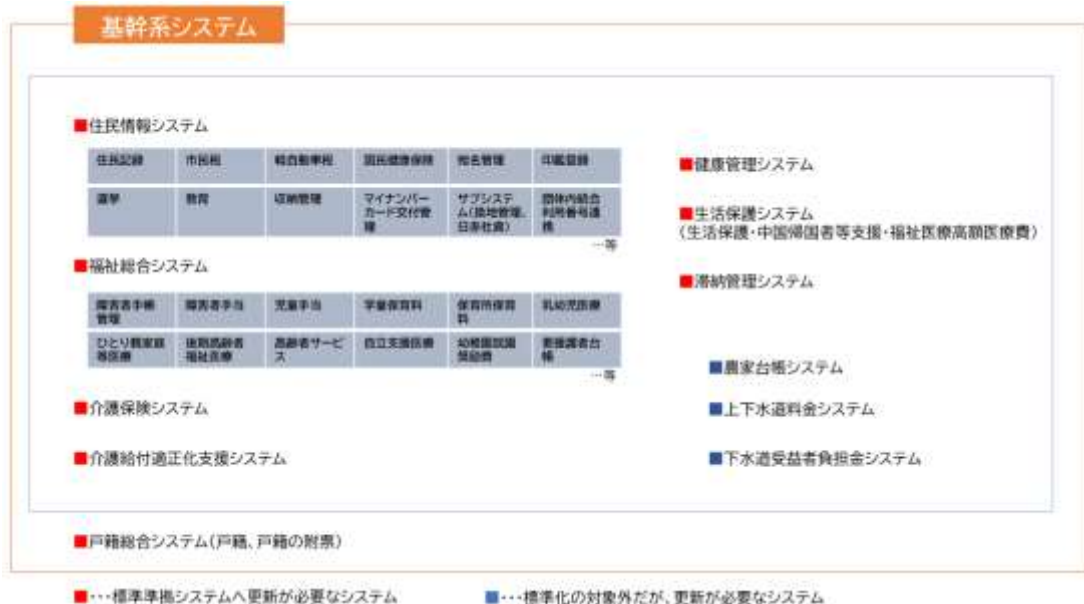 基幹系システム
■住民情報システム
住民記録 市民税 軽自動車税 国民健康保険 宛名管理 印鑑登録
選挙 教育 収納管理 マイナンバーカード交付管理 サブシステム(換地管理、日赤社資) 団体内統合利用番号連携
…等
■福祉総合システム
障害者手帳管理 障害者手当 児童手当 学童保育料 保育所保育料 乳幼児医療
ひとり親家庭等医療 後期高齢者福祉医療 高齢者サービス 自立支援医療 幼稚園就園奨励費 要援護者台帳
…等
■介護保険システム
■介護給付適正化支援システム
■健康管理システム
■生活保護システム
(生活保護・中国帰国者等支援・福祉医療高額医療費)
■滞納管理システム
■農家台帳システム
■上下水道料金システム
■下水道受益者負担金システム
■戸籍総合システム(戸籍、戸籍の附票)
■・・・標準準拠システムへ更新が必要なシステム
■・・・標準化の対象外だが、更新が必要なシステム